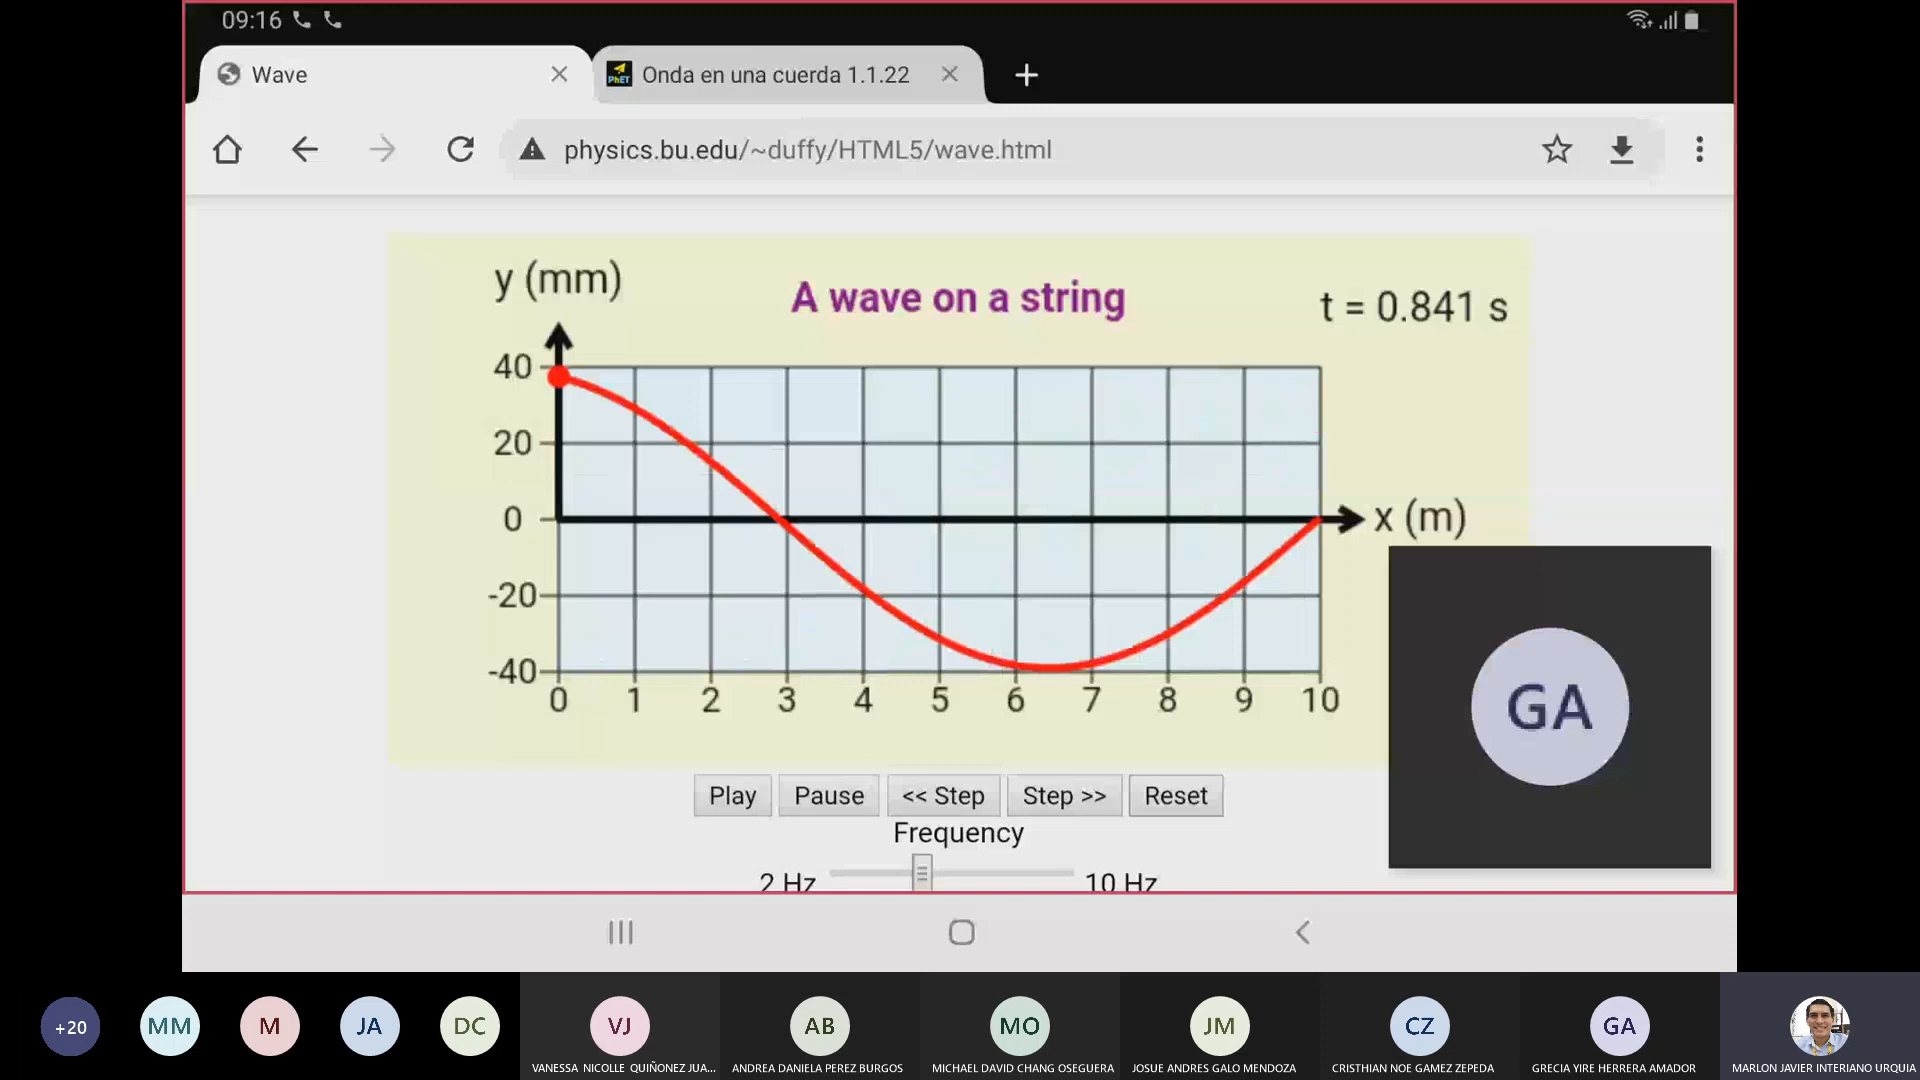 09:16
Wave
PhET
Onda en una cuerda 1.1.22
physics.bu.edu/~duffy/HTML5/wave.html
y (mm)
A wave on a string
t = 0.841 s
40
20
0
x (m)
-20
-40
0 1 2 3 4 5 6 7 8 9 10
GA
Play Pause << Step Step >> Reset
Frequency
2 Hz 10 Hz
+20 MM M JA DC VJ AB MO JM CZ GA
VANESSA NICOLLE QUIÑONEZ JUA... ANDREA DANIELA PEREZ BURGOS MICHAEL DAVID CHANG OSEGUERA JOSUE ANDRES GALO MENDOZA CRISTHIAN NOE GAMEZ ZEPEDA GRECIA YIRE HERRERA AMADOR MARLON JAVIER INTERIANO URQUIA